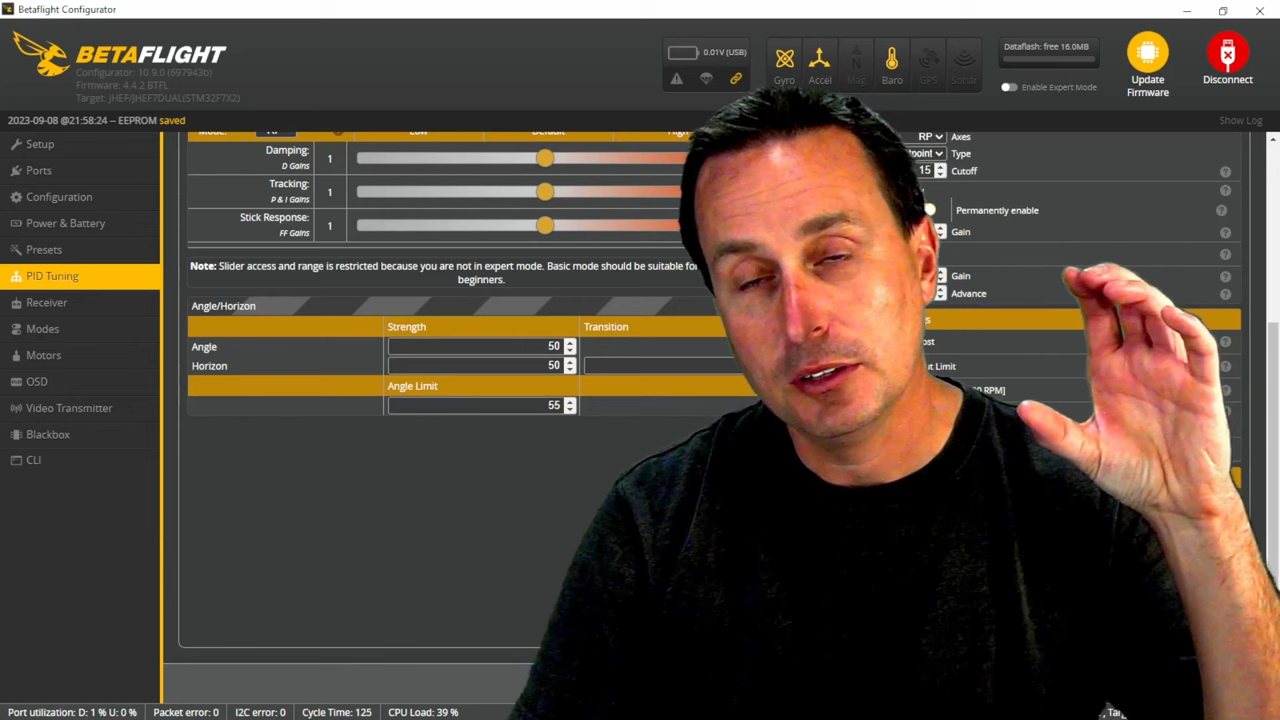 Betaflight Configurator
BETAFLIGHT
Configurator: 10.9.0 (697943b)
Firmware: 4.4.2 BTFL
Target: JHEF/JHEF7DUAL(STM32F7X2)
0.01V (USB)
Gyro
Accel
Mag
Baro
GPS
Sonar
Dataflash: free 16.0MB
Enable Expert Mode
Update Firmware
Disconnect
2023-09-08 @21:58:24 -- EEPROM saved
Show Log
Setup
Ports
Configuration
Power & Battery
Presets
PID Tuning
Receiver
Modes
Motors
OSD
Video Transmitter
Blackbox
CLI
Mode:
Low
Default
High
Damping:
D Gains
1
Tracking:
P & I Gains
1
Stick Response:
FF Gains
1
Note: Slider access and range is restricted because you are not in expert mode. Basic mode should be suitable for
beginners.
Angle/Horizon
Strength
Transition
Angle
50
Horizon
50
Angle Limit
55
RP
Axes
Type
15
Cutoff
Permanently enable
Gain
Gain
Advance
Port utilization: D: 1 % U: 0 %
Packet error: 0
I2C error: 0
Cycle Time: 125
CPU Load: 39 %